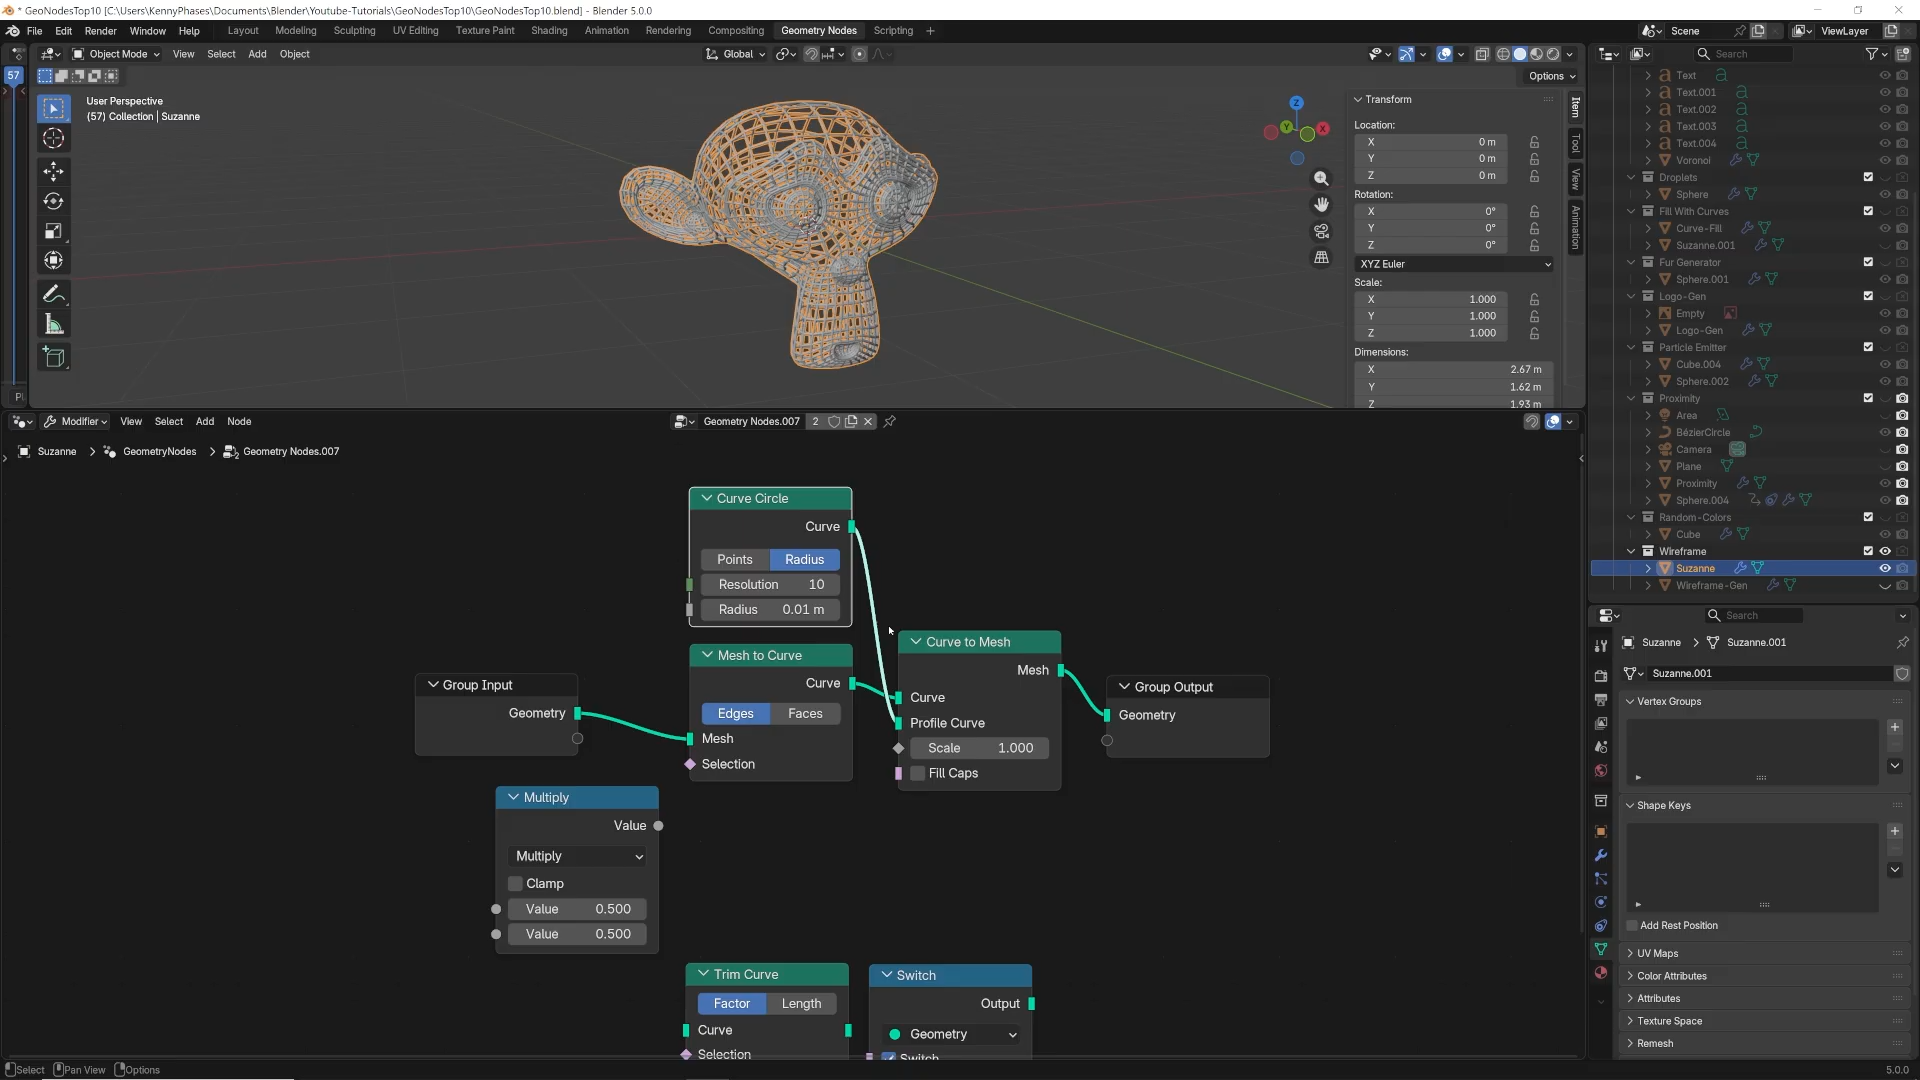 * GeoNodesTop10 [C:\Users\KennyPhases\Documents\Blender\Youtube-Tutorials\GeoNodesTop10\GeoNodesTop10.blend] - Blender 5.0.0
File Edit Render Window Help Layout Modeling Sculpting UV Editing Texture Paint Shading Animation Rendering Compositing Geometry Nodes Scripting + Scene ViewLayer
Object Mode View Select Add Object Global Search
57 Options
User Perspective
(57) Collection | Suzanne
Z
Y
X
Item
Tool
View
Animation
Transform
Location:
X 0 m
Y 0 m
Z 0 m
Rotation:
X 0°
Y 0°
Z 0°
XYZ Euler
Scale:
X 1.000
Y 1.000
Z 1.000
Dimensions:
X 2.67 m
Y 1.62 m
Z 1.93 m
Text
Text.001
Text.002
Text.003
Text.004
Voronoi
Droplets
Sphere
Fill With Curves
Curve-Fill
Suzanne.001
Fur Generator
Sphere.001
Logo-Gen
Empty
Logo-Gen
Particle Emitter
Cube.004
Sphere.002
Proximity
Area
BézierCircle
Camera
Plane
Proximity
Sphere.004
Random-Colors
Cube
Wireframe
Suzanne
Wireframe-Gen
Pl
Modifier View Select Add Node Geometry Nodes.007 2
Suzanne > GeometryNodes > Geometry Nodes.007
Curve Circle
Curve
Points Radius
Resolution 10
Radius 0.01 m
Mesh to Curve
Curve
Edges Faces
Mesh
Selection
Group Input
Geometry
Curve to Mesh
Mesh
Curve
Profile Curve
Scale 1.000
Fill Caps
Group Output
Geometry
Multiply
Value
Multiply
Clamp
Value 0.500
Value 0.500
Trim Curve
Factor Length
Curve
Selection
Switch
Output
Geometry
Switch
Search
Suzanne > Suzanne.001
Suzanne.001
Vertex Groups
Shape Keys
Add Rest Position
UV Maps
Color Attributes
Attributes
Texture Space
Remesh
Select Pan View Options 5.0.0